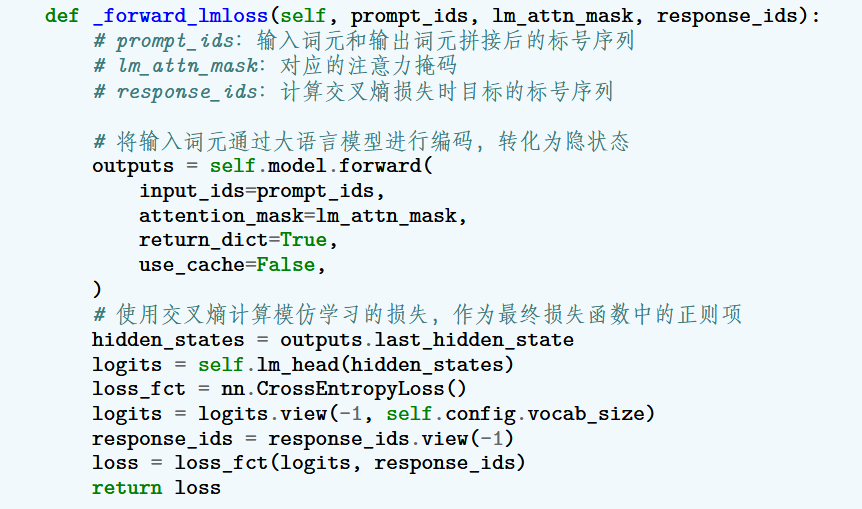 def _forward_lmloss(self, prompt_ids, lm_attn_mask, response_ids):
    # prompt_ids: 输入词元和输出词元拼接后的标号序列
    # lm_attn_mask: 对应的注意力掩码
    # response_ids: 计算交叉熵损失时目标的标号序列

    # 将输入词元通过大语言模型进行编码，转化为隐状态
    outputs = self.model.forward(
        input_ids=prompt_ids,
        attention_mask=lm_attn_mask,
        return_dict=True,
        use_cache=False,
    )
    # 使用交叉熵计算模仿学习的损失，作为最终损失函数中的正则项
    hidden_states = outputs.last_hidden_state
    logits = self.lm_head(hidden_states)
    loss_fct = nn.CrossEntropyLoss()
    logits = logits.view(-1, self.config.vocab_size)
    response_ids = response_ids.view(-1)
    loss = loss_fct(logits, response_ids)
    return loss